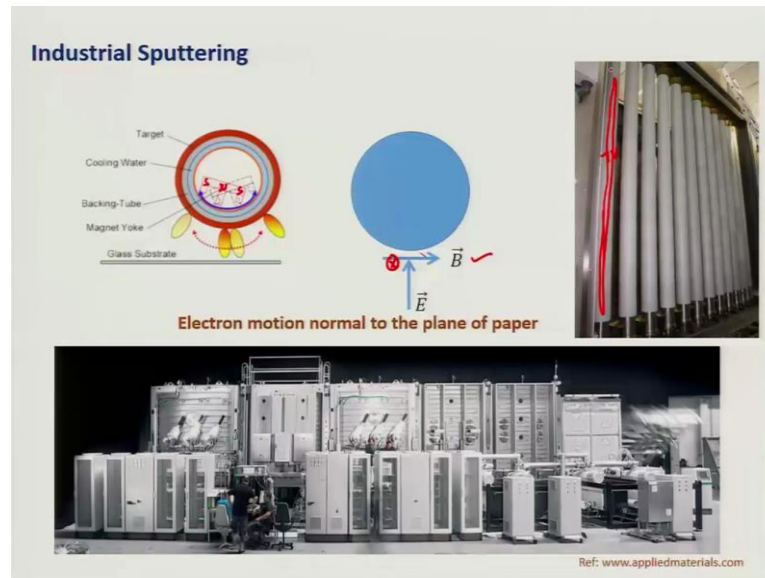 Industrial Sputtering
Target
Cooling Water
Backing-Tube
Magnet Yoke
Glass Substrate
S N S
B
E
Electron motion normal to the plane of paper
Ref: www.appliedmaterials.com